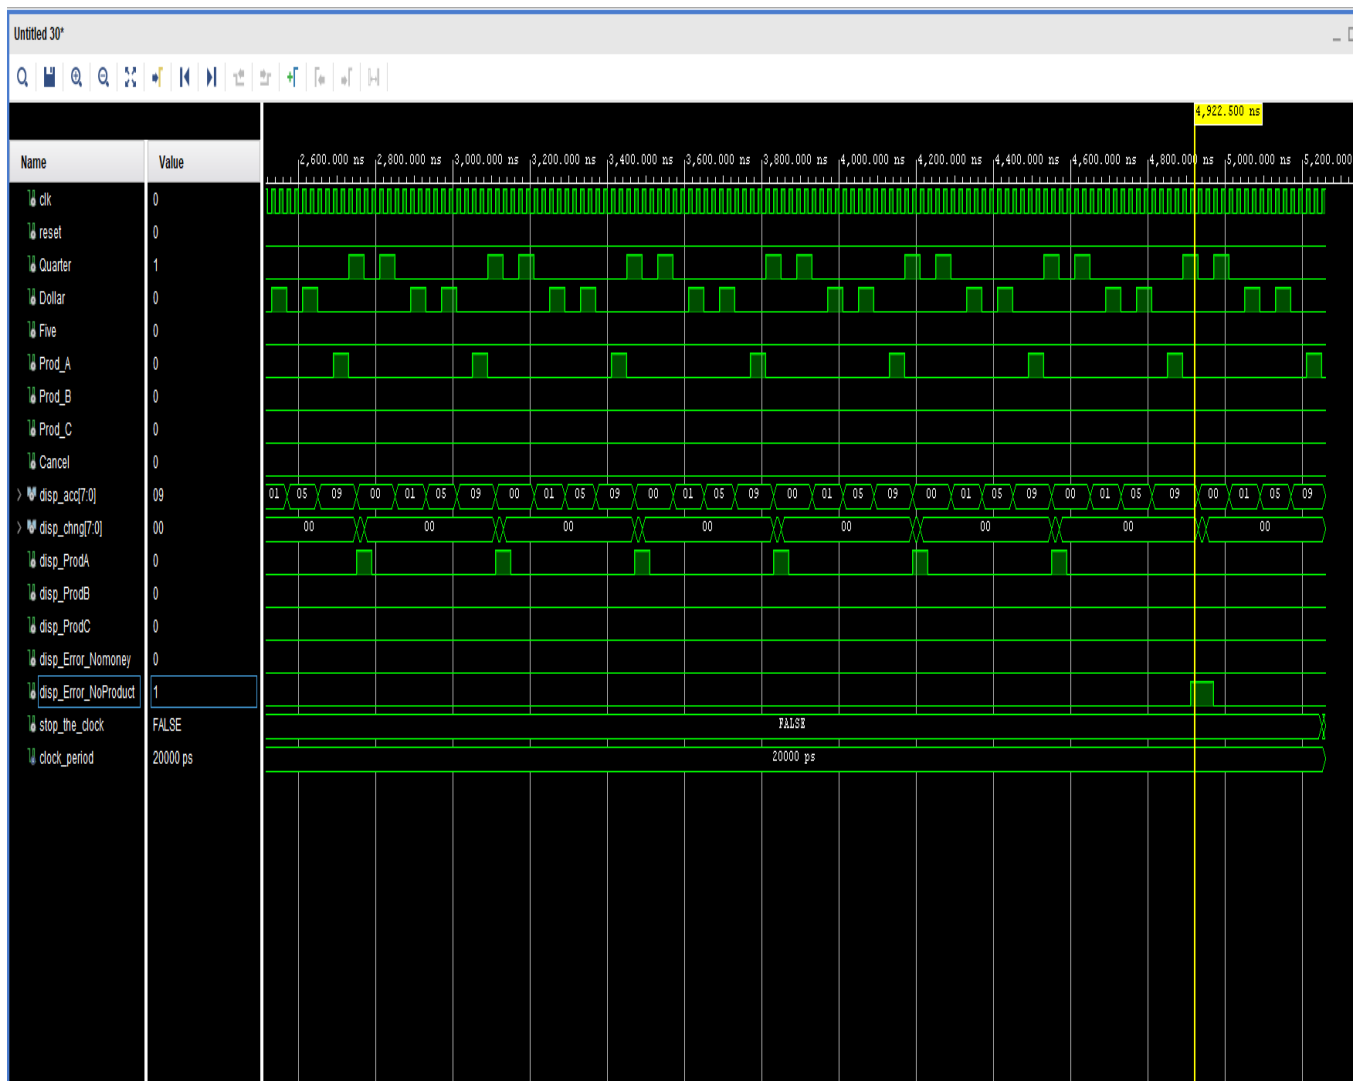 Untitled 30*
4,922.500 ns
Name Value
2,600.000 ns 2,800.000 ns 3,000.000 ns 3,200.000 ns 3,400.000 ns 3,600.000 ns 3,800.000 ns 4,000.000 ns 4,200.000 ns 4,400.000 ns 4,600.000 ns 4,800.000 ns 5,000.000 ns 5,200.000
clk 0
reset 0
Quarter 1
Dollar 0
Five 0
Prod_A 0
Prod_B 0
Prod_C 0
Cancel 0
disp_acc[7:0] 09 01 05 09 00 01 05 09 00 01 05 09 00 01 05 09 00 01 05 09 00 01 05 09 00 01 05 09 00 01 05 09
disp_chng[7:0] 00 00 00 00 00 00 00 00 00
disp_ProdA 0
disp_ProdB 0
disp_ProdC 0
disp_Error_Nomoney 0
disp_Error_NoProduct 1
stop_the_clock FALSE FALSE
clock_period 20000 ps 20000 ps